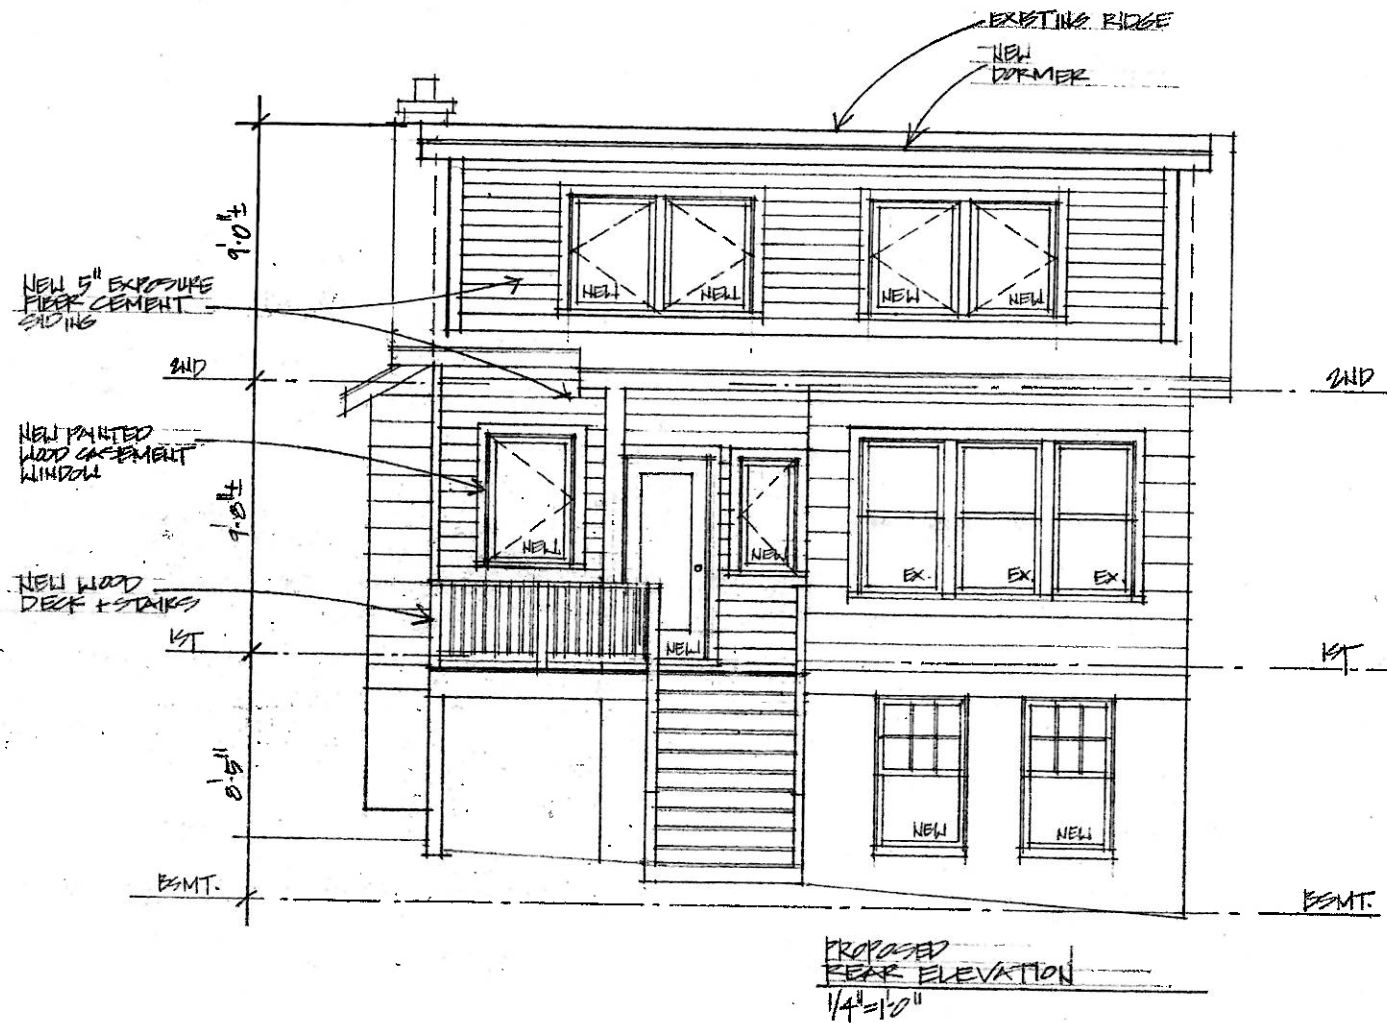 EXISTING RIDGE
NEW
DORMER
9'-0"±
NEW 5" EXPOSURE
FIBER CEMENT
SIDING
NEW
NEW
NEW
NEW
2ND
2ND
NEW PAINTED
WOOD CASEMENT
WINDOW
9'-8"±
NEW
NEW
EX.
EX.
EX.
NEW WOOD
DECK + STAIRS
NEW
1ST
1ST
8'-5"
NEW
NEW
BSMT.
BSMT.
PROPOSED
REAR ELEVATION
1/4"=1'-0"